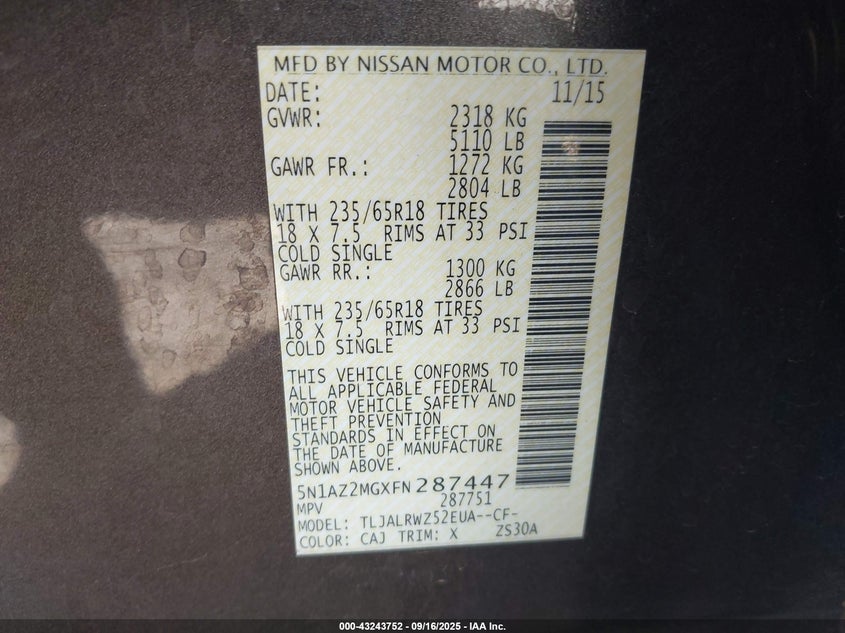 MFD BY NISSAN MOTOR CO., LTD.
DATE: 11/15
GVWR: 2318 KG
5110 LB
GAWR FR.: 1272 KG
2804 LB
WITH 235/65R18 TIRES
18 X 7.5 RIMS AT 33 PSI
COLD SINGLE
GAWR RR.: 1300 KG
2866 LB
WITH 235/65R18 TIRES
18 X 7.5 RIMS AT 33 PSI
COLD SINGLE
THIS VEHICLE CONFORMS TO
ALL APPLICABLE FEDERAL
MOTOR VEHICLE SAFETY AND
THEFT PREVENTION
STANDARDS IN EFFECT ON
THE DATE OF MANUFACTURE
SHOWN ABOVE.
5N1AZ2MGXFN287447
MPV 287751
MODEL: TLJALRWZ52EUA--CF-
COLOR: CAJ TRIM: X ZS30A
000-43243752 - 09/16/2025 - IAA Inc.